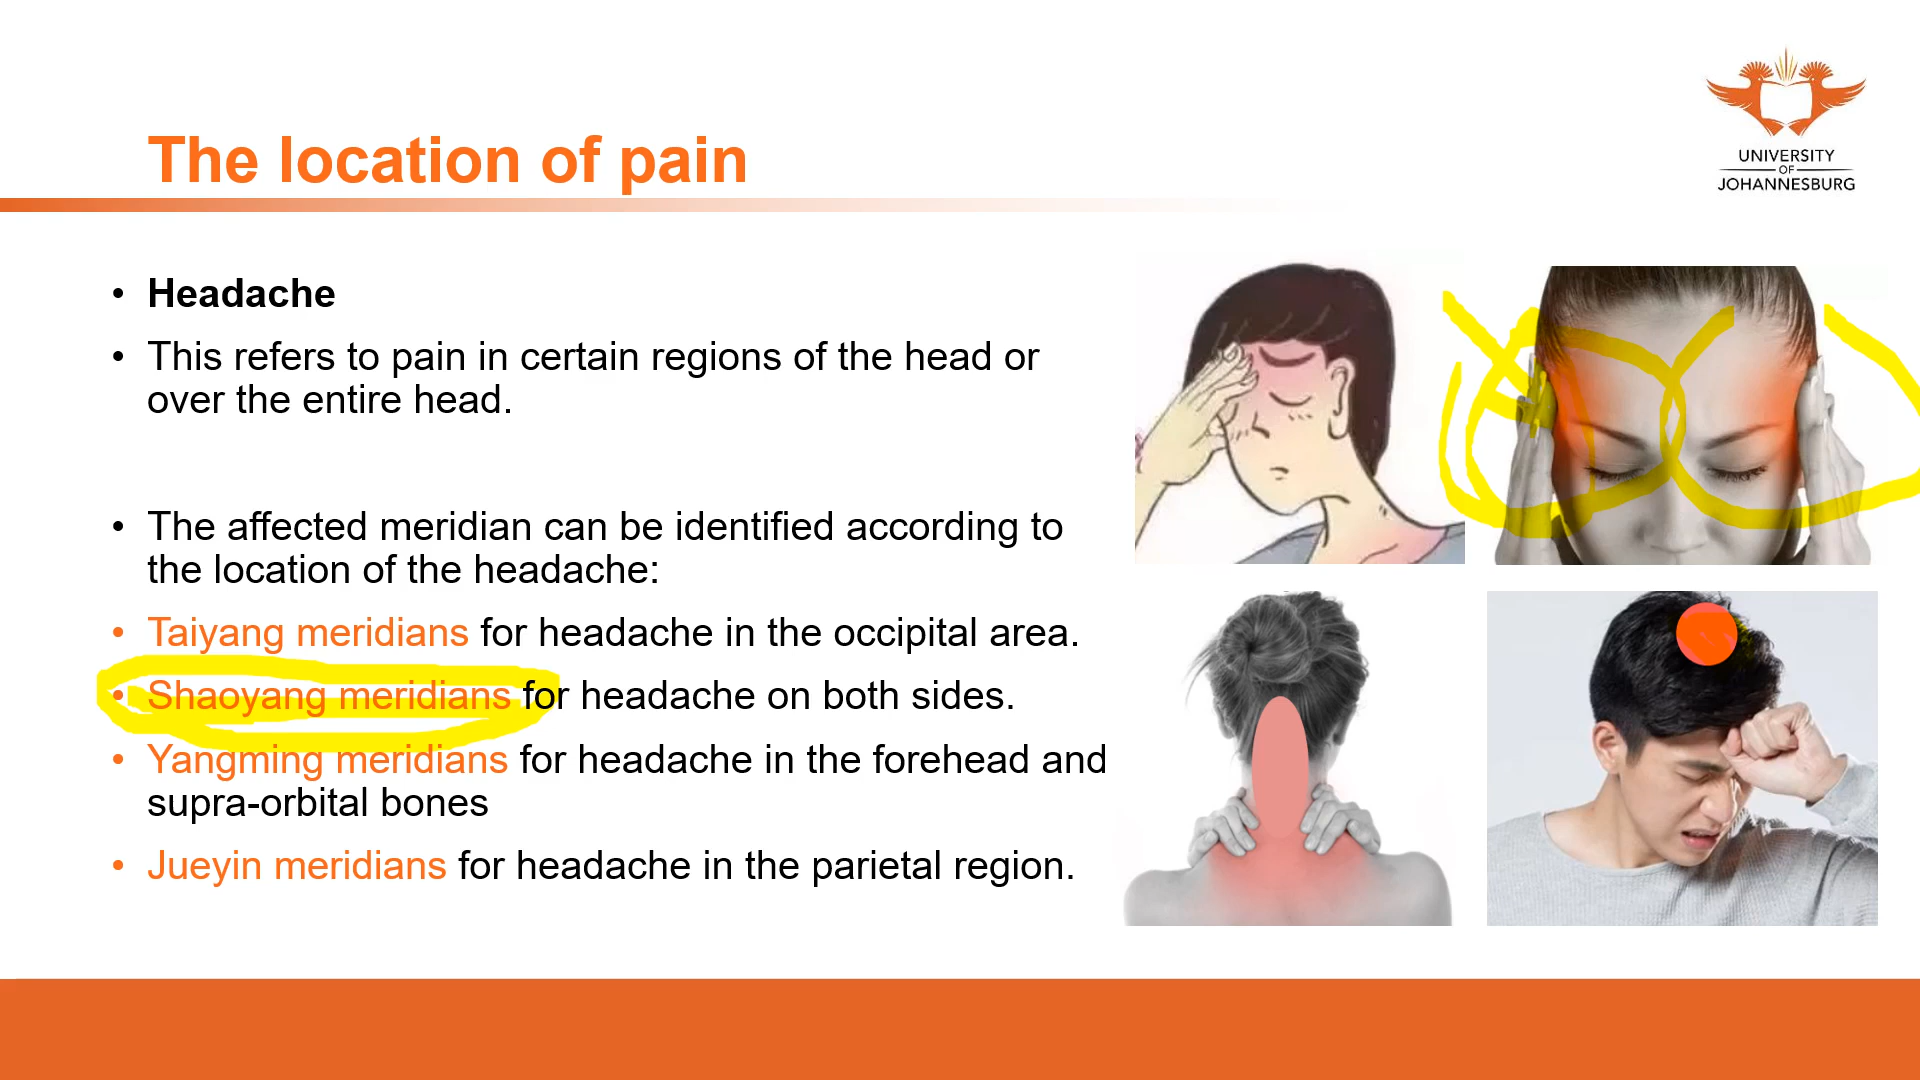 The location of pain
UNIVERSITY
OF
JOHANNESBURG
• Headache
• This refers to pain in certain regions of the head or
over the entire head.
• The affected meridian can be identified according to
the location of the headache:
• Taiyang meridians for headache in the occipital area.
• Shaoyang meridians for headache on both sides.
• Yangming meridians for headache in the forehead and
supra-orbital bones
• Jueyin meridians for headache in the parietal region.